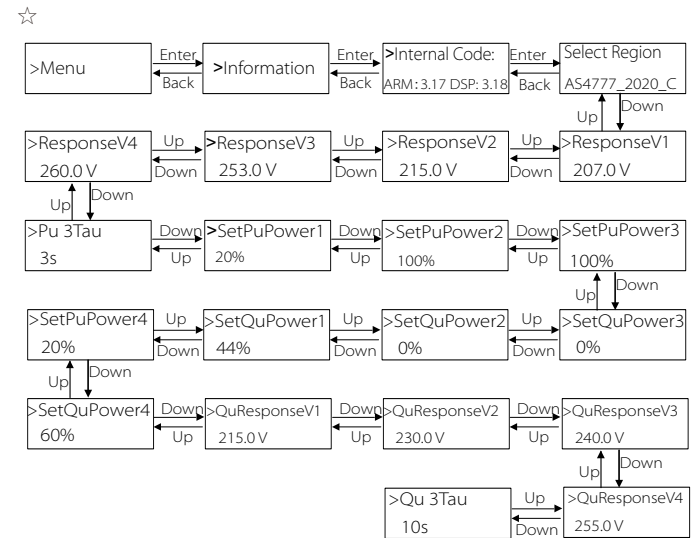 ☆
>Menu
Enter
Back
>Information
Enter
Back
>Internal Code:
ARM: 3.17 DSP: 3.18
Enter
Back
Select Region
AS4777_2020_C
Up
Down
>ResponseV4
260.0 V
Up
Down
>ResponseV3
253.0 V
Up
Down
>ResponseV2
215.0 V
Up
Down
>ResponseV1
207.0 V
Up
Down
>Pu 3Tau
3s
Down
Up
>SetPuPower1
20%
Down
Up
>SetPuPower2
100%
Down
Up
>SetPuPower3
100%
Up
Down
>SetPuPower4
20%
Up
Down
>SetQuPower1
44%
Up
Down
>SetQuPower2
0%
Up
Down
>SetQuPower3
0%
Up
Down
>SetQuPower4
60%
Down
Up
>QuResponseV1
215.0 V
Down
Up
>QuResponseV2
230.0 V
Down
Up
>QuResponseV3
240.0 V
Up
Down
>Qu 3Tau
10s
Up
Down
>QuResponseV4
255.0 V